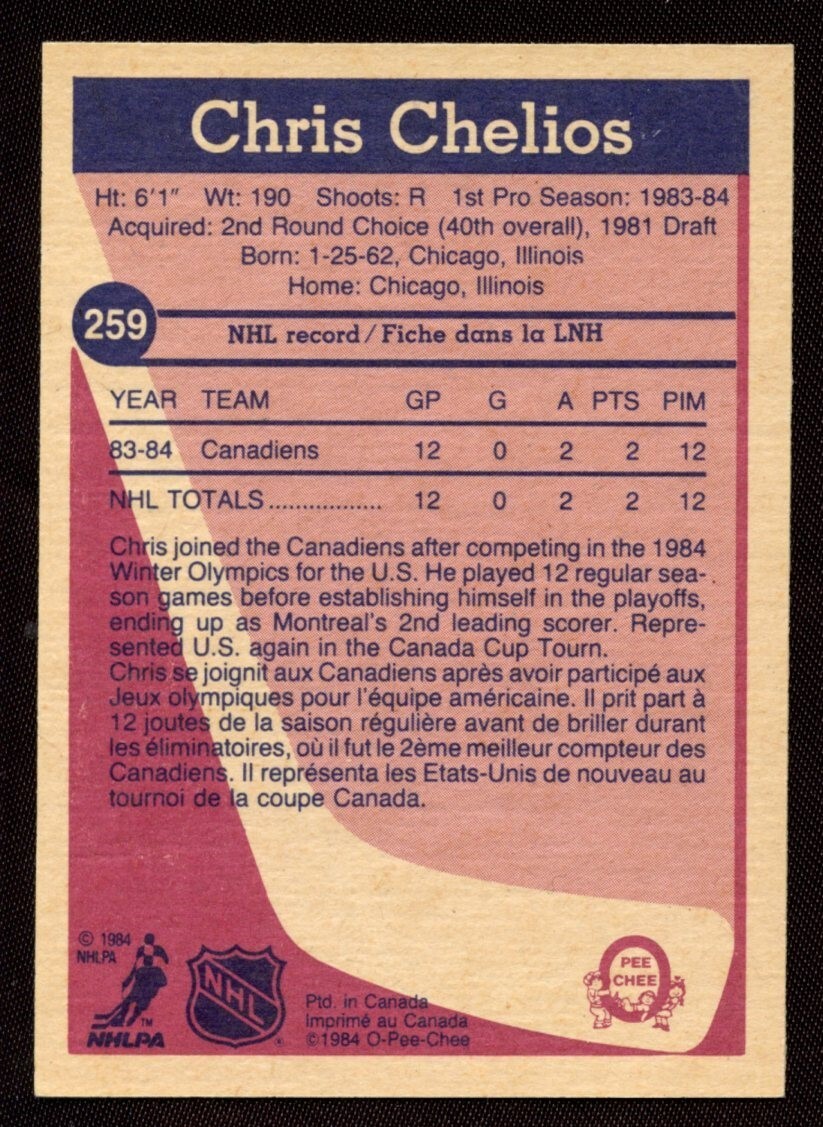 Chris Chelios
Ht: 6'1" Wt: 190 Shoots: R 1st Pro Season: 1983-84
Acquired: 2nd Round Choice (40th overall), 1981 Draft
Born: 1-25-62, Chicago, Illinois
Home: Chicago, Illinois
259
NHL record/Fiche dans la LNH
YEAR TEAM GP G A PTS PIM
83-84 Canadiens 12 0 2 2 12
NHL TOTALS................. 12 0 2 2 12
Chris joined the Canadiens after competing in the 1984
Winter Olympics for the U.S. He played 12 regular sea-
son games before establishing himself in the playoffs,
ending up as Montreal's 2nd leading scorer. Repre-
sented U.S. again in the Canada Cup Tourn.
Chris se joignit aux Canadiens après avoir participé aux
Jeux olympiques pour l'équipe américaine. Il prit part à
12 joutes de la saison régulière avant de briller durant
les éliminatoires, où il fut le 2ème meilleur compteur des
Canadiens. Il représenta les Etats-Unis de nouveau au
tournoi de la coupe Canada.
© 1984
NHLPA
TM
NHLPA
NHL
®
Ptd. in Canada
Imprimé au Canada
©1984 O-Pee-Chee
PEE
CHEE